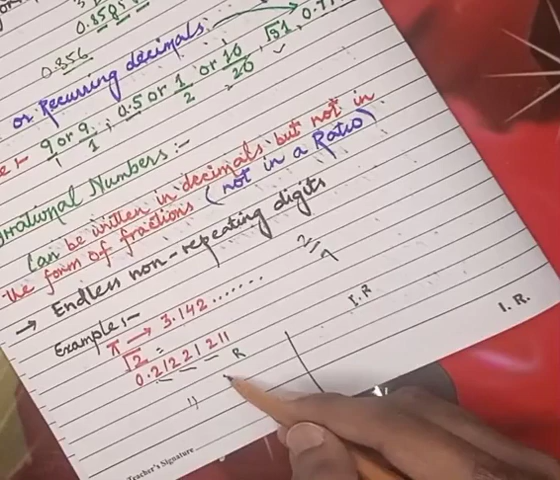 0.8585
0.856
or Recurring decimals.
9 or 9/1, 0.5 or 1/2 or 10/20, √81, 0.77
Irrational Numbers:-
Can be written in decimals but not in
the form of fractions (not in a Ratio)
→ Endless non-repeating digits
Example:-
π → 3.142.......
√2 =
0.21221211
22/7
R
I.R
I.R.
Teacher's Signature